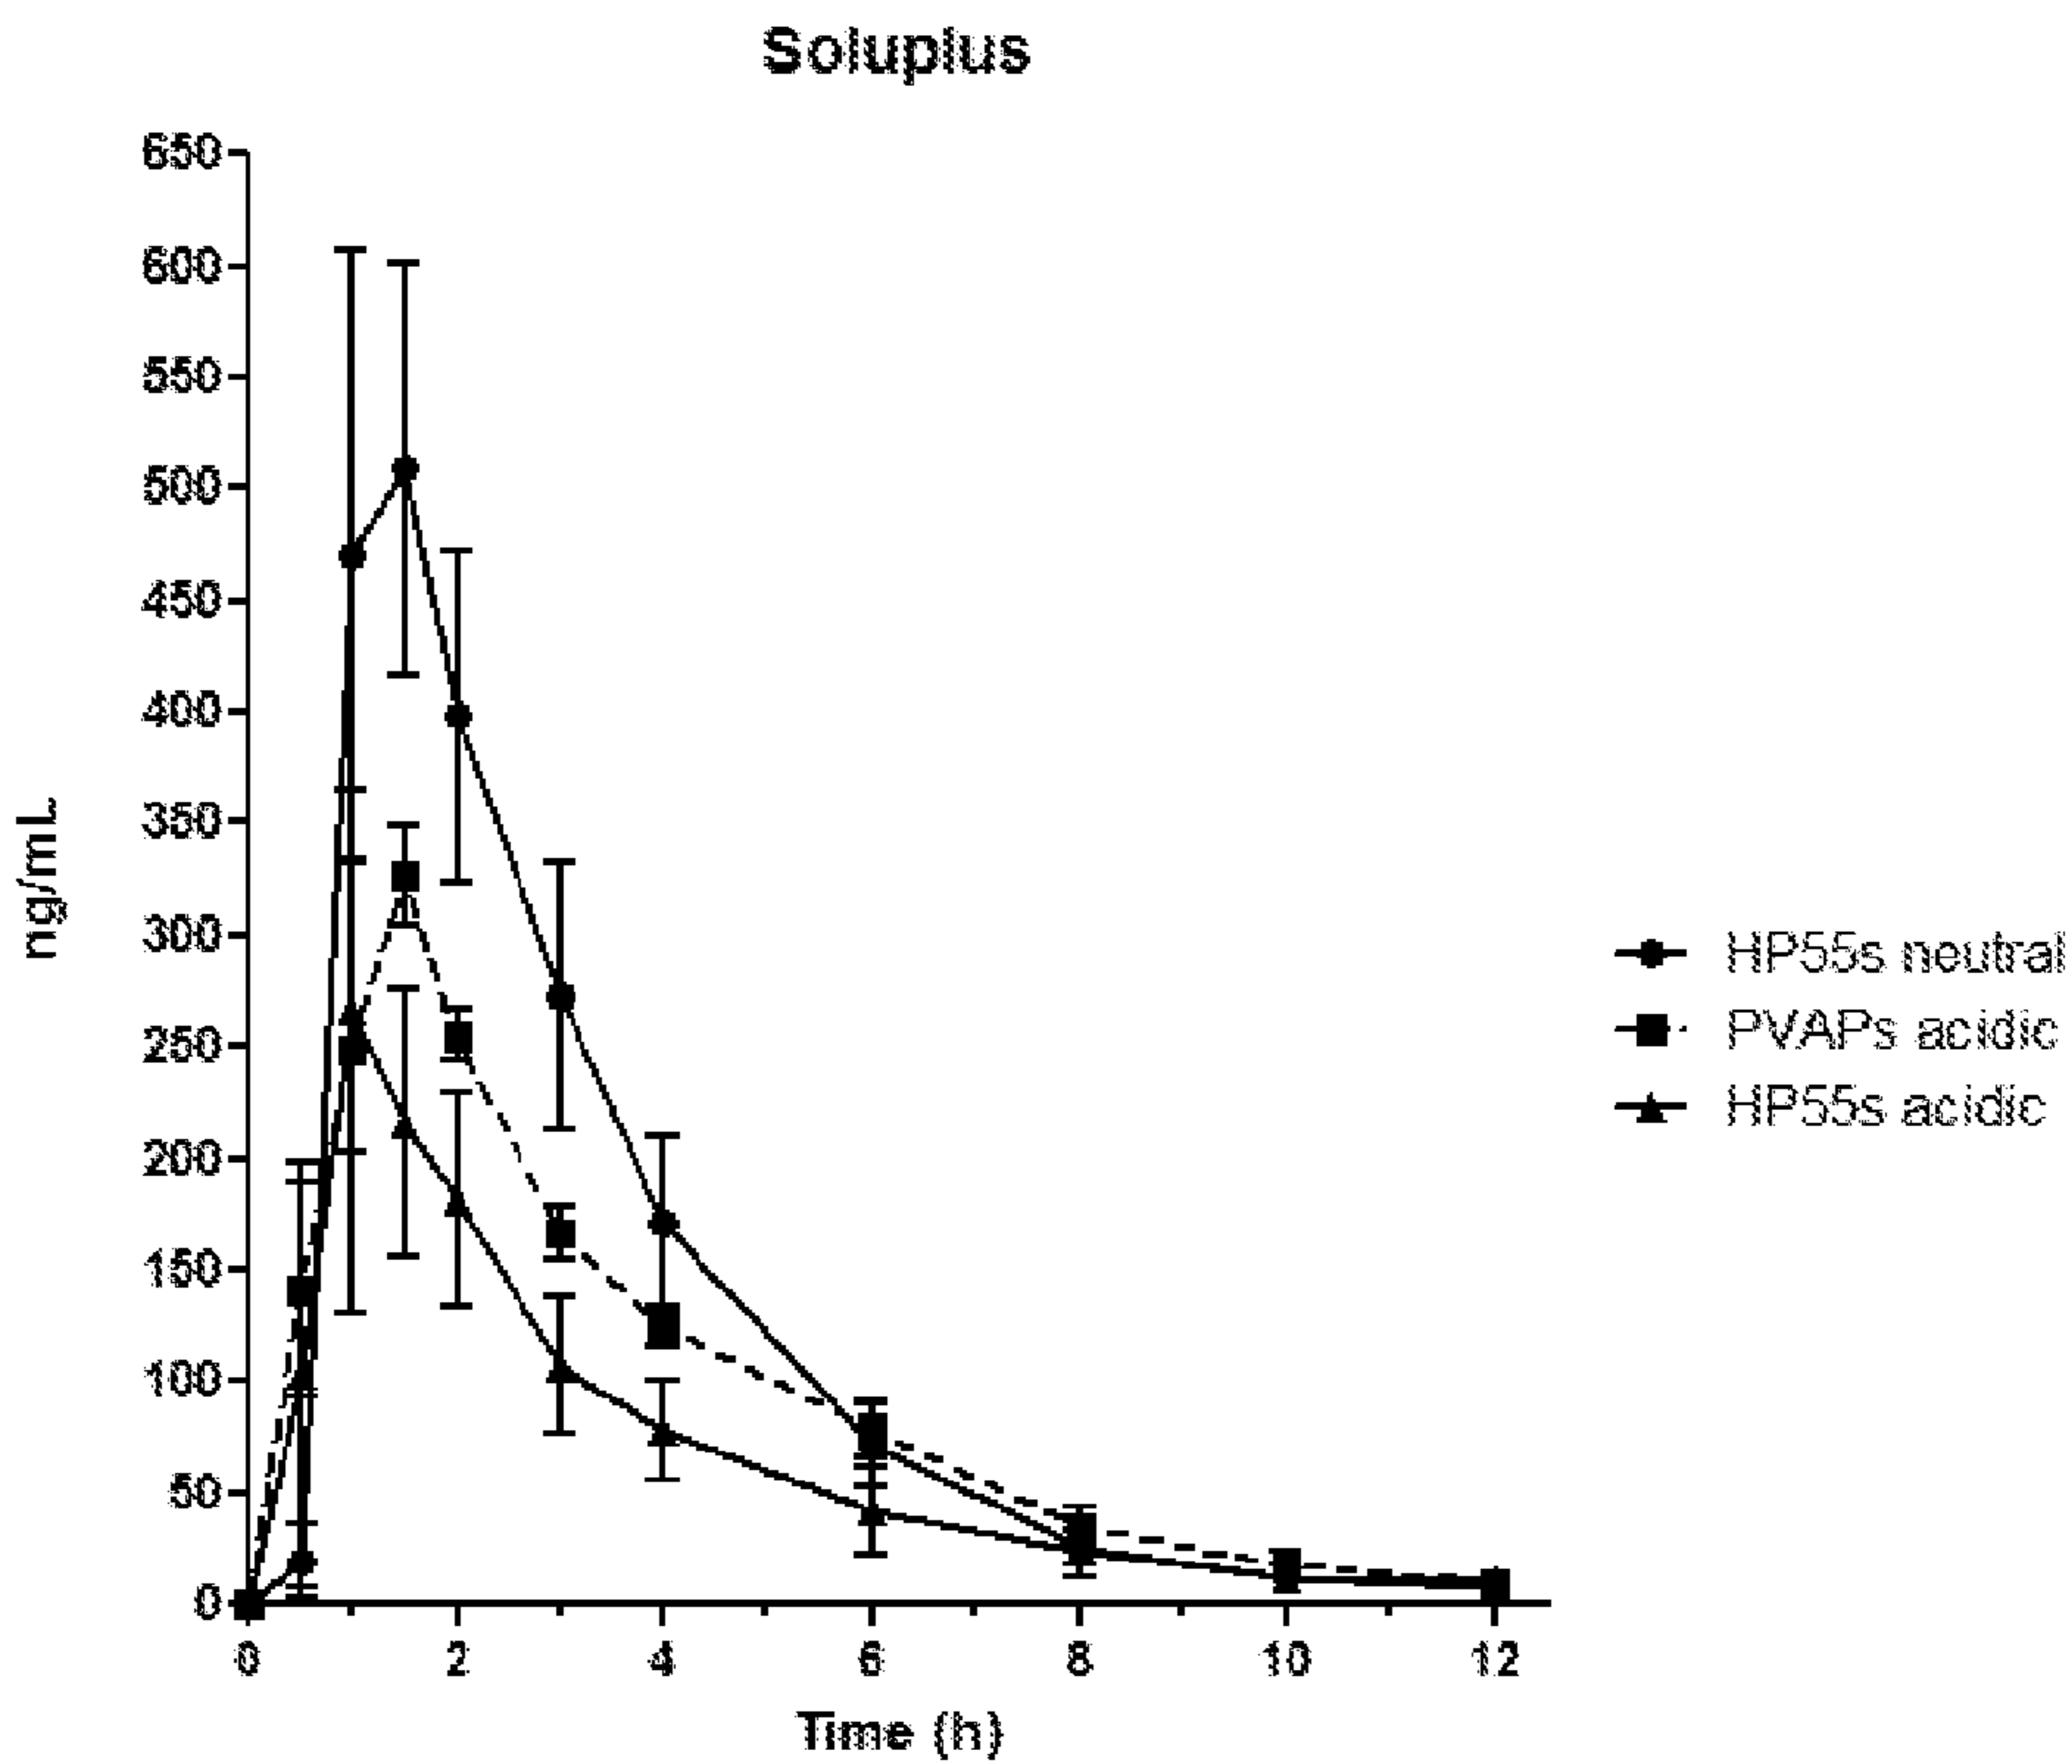 Soluplus
650
600
550
500
450
400
350
300
250
200
150
100
50
0
ng/mL
0 2 4 6 8 10 12
Time (h)
HP55s neutral
PVAPs acidic
HP55s acidic